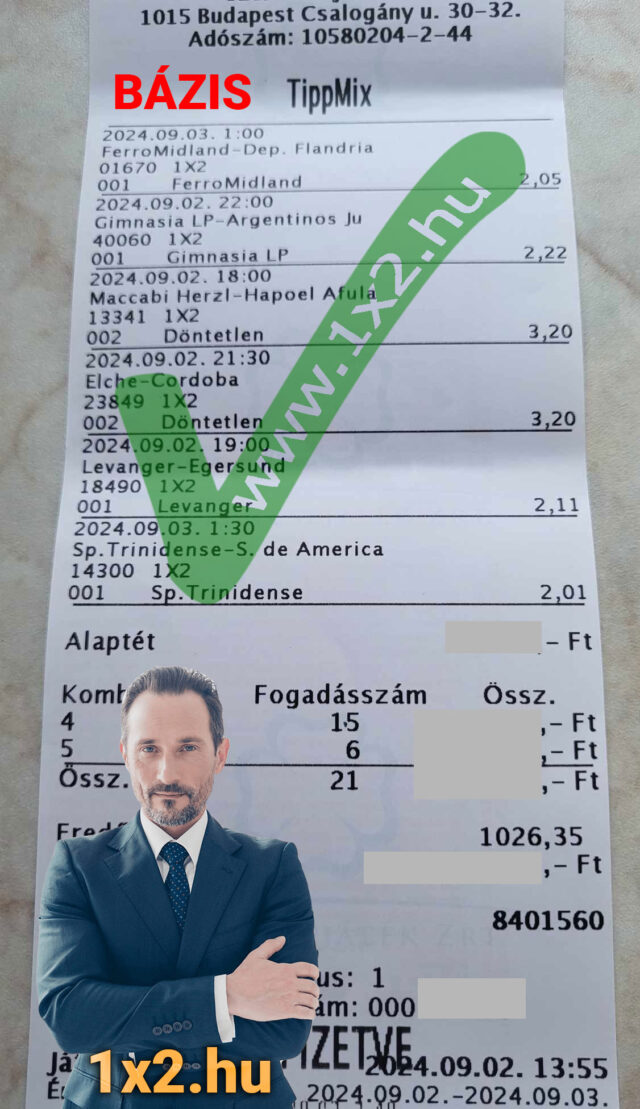 1015 Budapest Csalogány u. 30-32.
Adószám: 10580204-2-44
BÁZIS TippMix
2024.09.03. 1:00
FerroMidland-Dep. Flandria
01670 1X2
001 FerroMidland 2,05
2024.09.02. 22:00
Gimnasia LP-Argentinos Ju
40060 1X2
001 Gimnasia LP 2,22
2024.09.02. 18:00
Maccabi Herzl-Hapoel Afula
13341 1X2
002 Döntetlen 3,20
2024.09.02. 21:30
Elche-Cordoba
23849 1X2
002 Döntetlen 3,20
2024.09.02. 19:00
Levanger-Egersund
18490 1X2
001 Levanger 2,11
2024.09.03. 1:30
Sp.Trinidense-S. de America
14300 1X2
001 Sp.Trinidense 2,01
www.1x2.hu
Alaptét ,- Ft
Fogadásszám Össz.
4 15 ,- Ft
5 6 ,- Ft
Össz. 21 ,- Ft
1026,35
,- Ft
8401560
1
000
2024.09.02. 13:55
2024.09.02.-2024.09.03.
1x2.hu